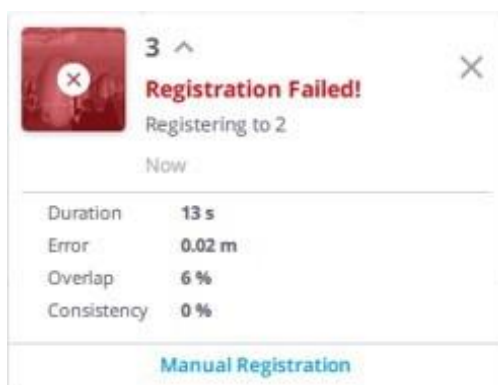 3
Registration Failed!
Registering to 2
Now
Duration 13 s
Error 0.02 m
Overlap 6 %
Consistency 0 %
Manual Registration